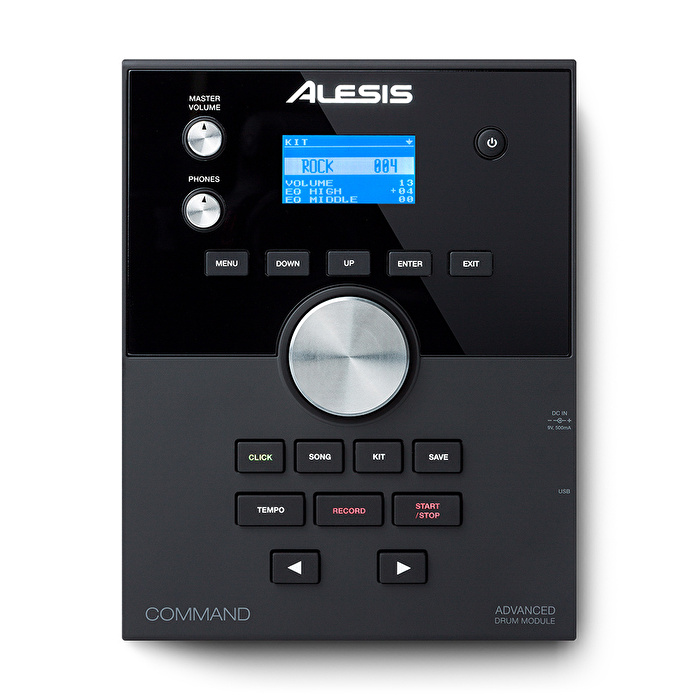 ALESIS
MASTER
VOLUME
KIT
ROCK 004
VOLUME 13
EQ HIGH +04
EQ MIDDLE 00
PHONES
MENU DOWN UP ENTER EXIT
DC IN
5V, 500mA
CLICK SONG KIT SAVE
USB
TEMPO RECORD START
/STOP
COMMAND
ADVANCED
DRUM MODULE